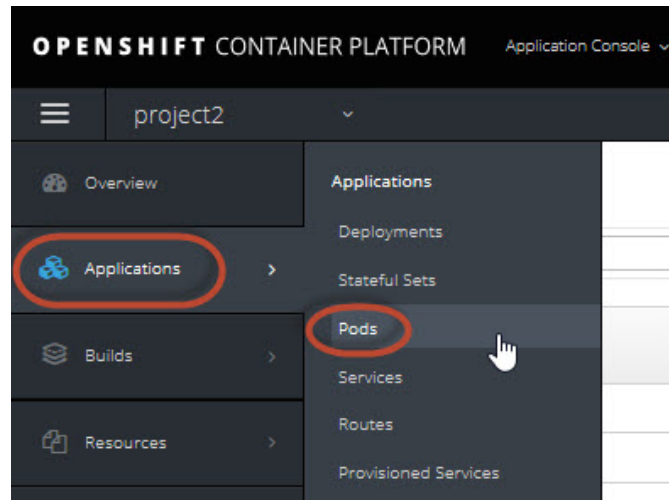 OPENSHIFT CONTAINER PLATFORM
Application Console
project2
Overview
Applications
Builds
Resources
Applications
Deployments
Stateful Sets
Pods
Services
Routes
Provisioned Services